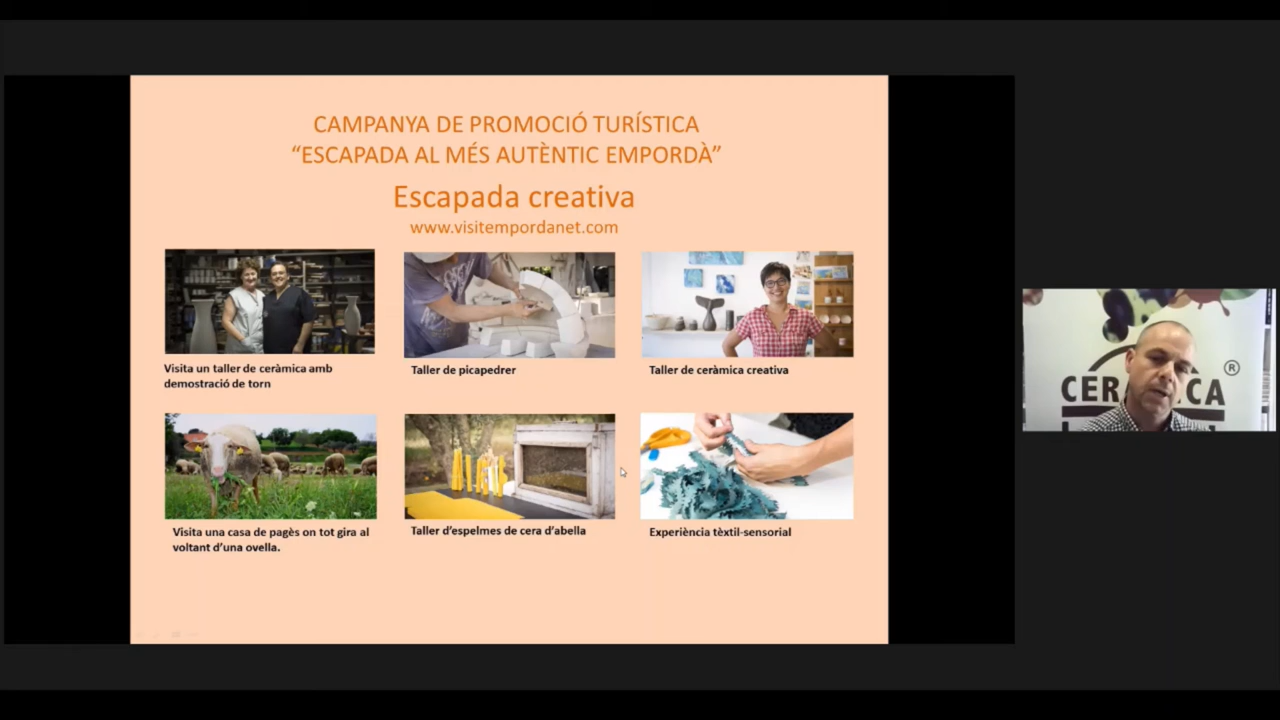 CAMPANYA DE PROMOCIÓ TURÍSTICA
“ESCAPADA AL MÉS AUTÈNTIC EMPORDÀ”
Escapada creativa
www.visitempordanet.com
Visita un taller de ceràmica amb
demostració de torn
Taller de picapedrer
Taller de ceràmica creativa
Visita una casa de pagès on tot gira al
voltant d’una ovella.
Taller d’espelmes de cera d’abella
Experiència tèxtil-sensorial
®